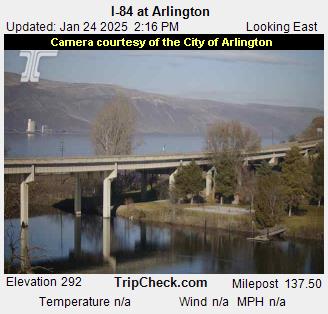 I-84 at Arlington
Updated: Jan 24 2025 2:16 PM Looking East
Camera courtesy of the City of Arlington
Elevation 292 TripCheck.com Milepost 137.50
Temperature n/a Wind n/a MPH n/a